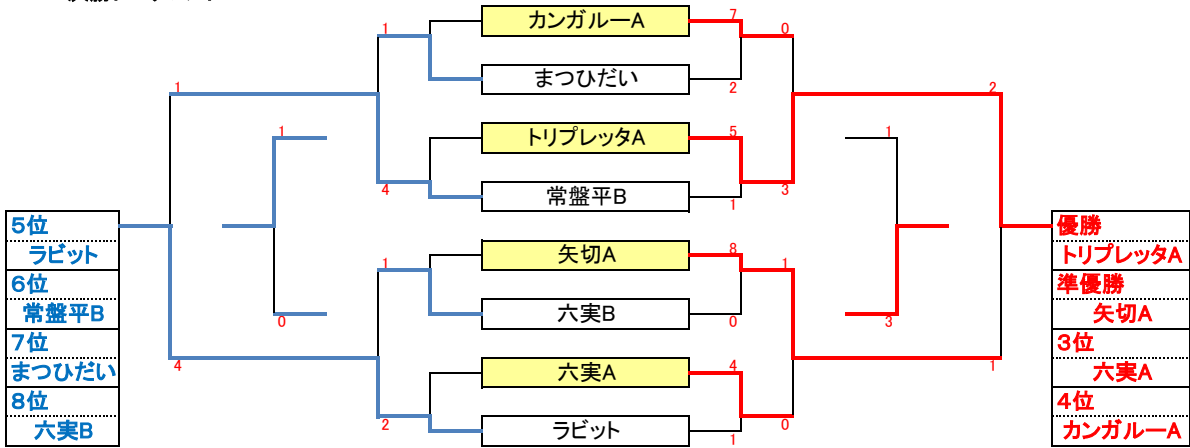 カンガルーA
まつひだい
トリプレッタA
常盤平B
矢切A
六実B
六実A
ラビット
7
2
5
1
8
0
4
1
0
3
1
0
2
1
1
3
1
4
1
2
1
4
1
0
5位
ラビット
6位
常盤平B
7位
まつひだい
8位
六実B
優勝
トリプレッタA
準優勝
矢切A
3位
六実A
4位
カンガルーA